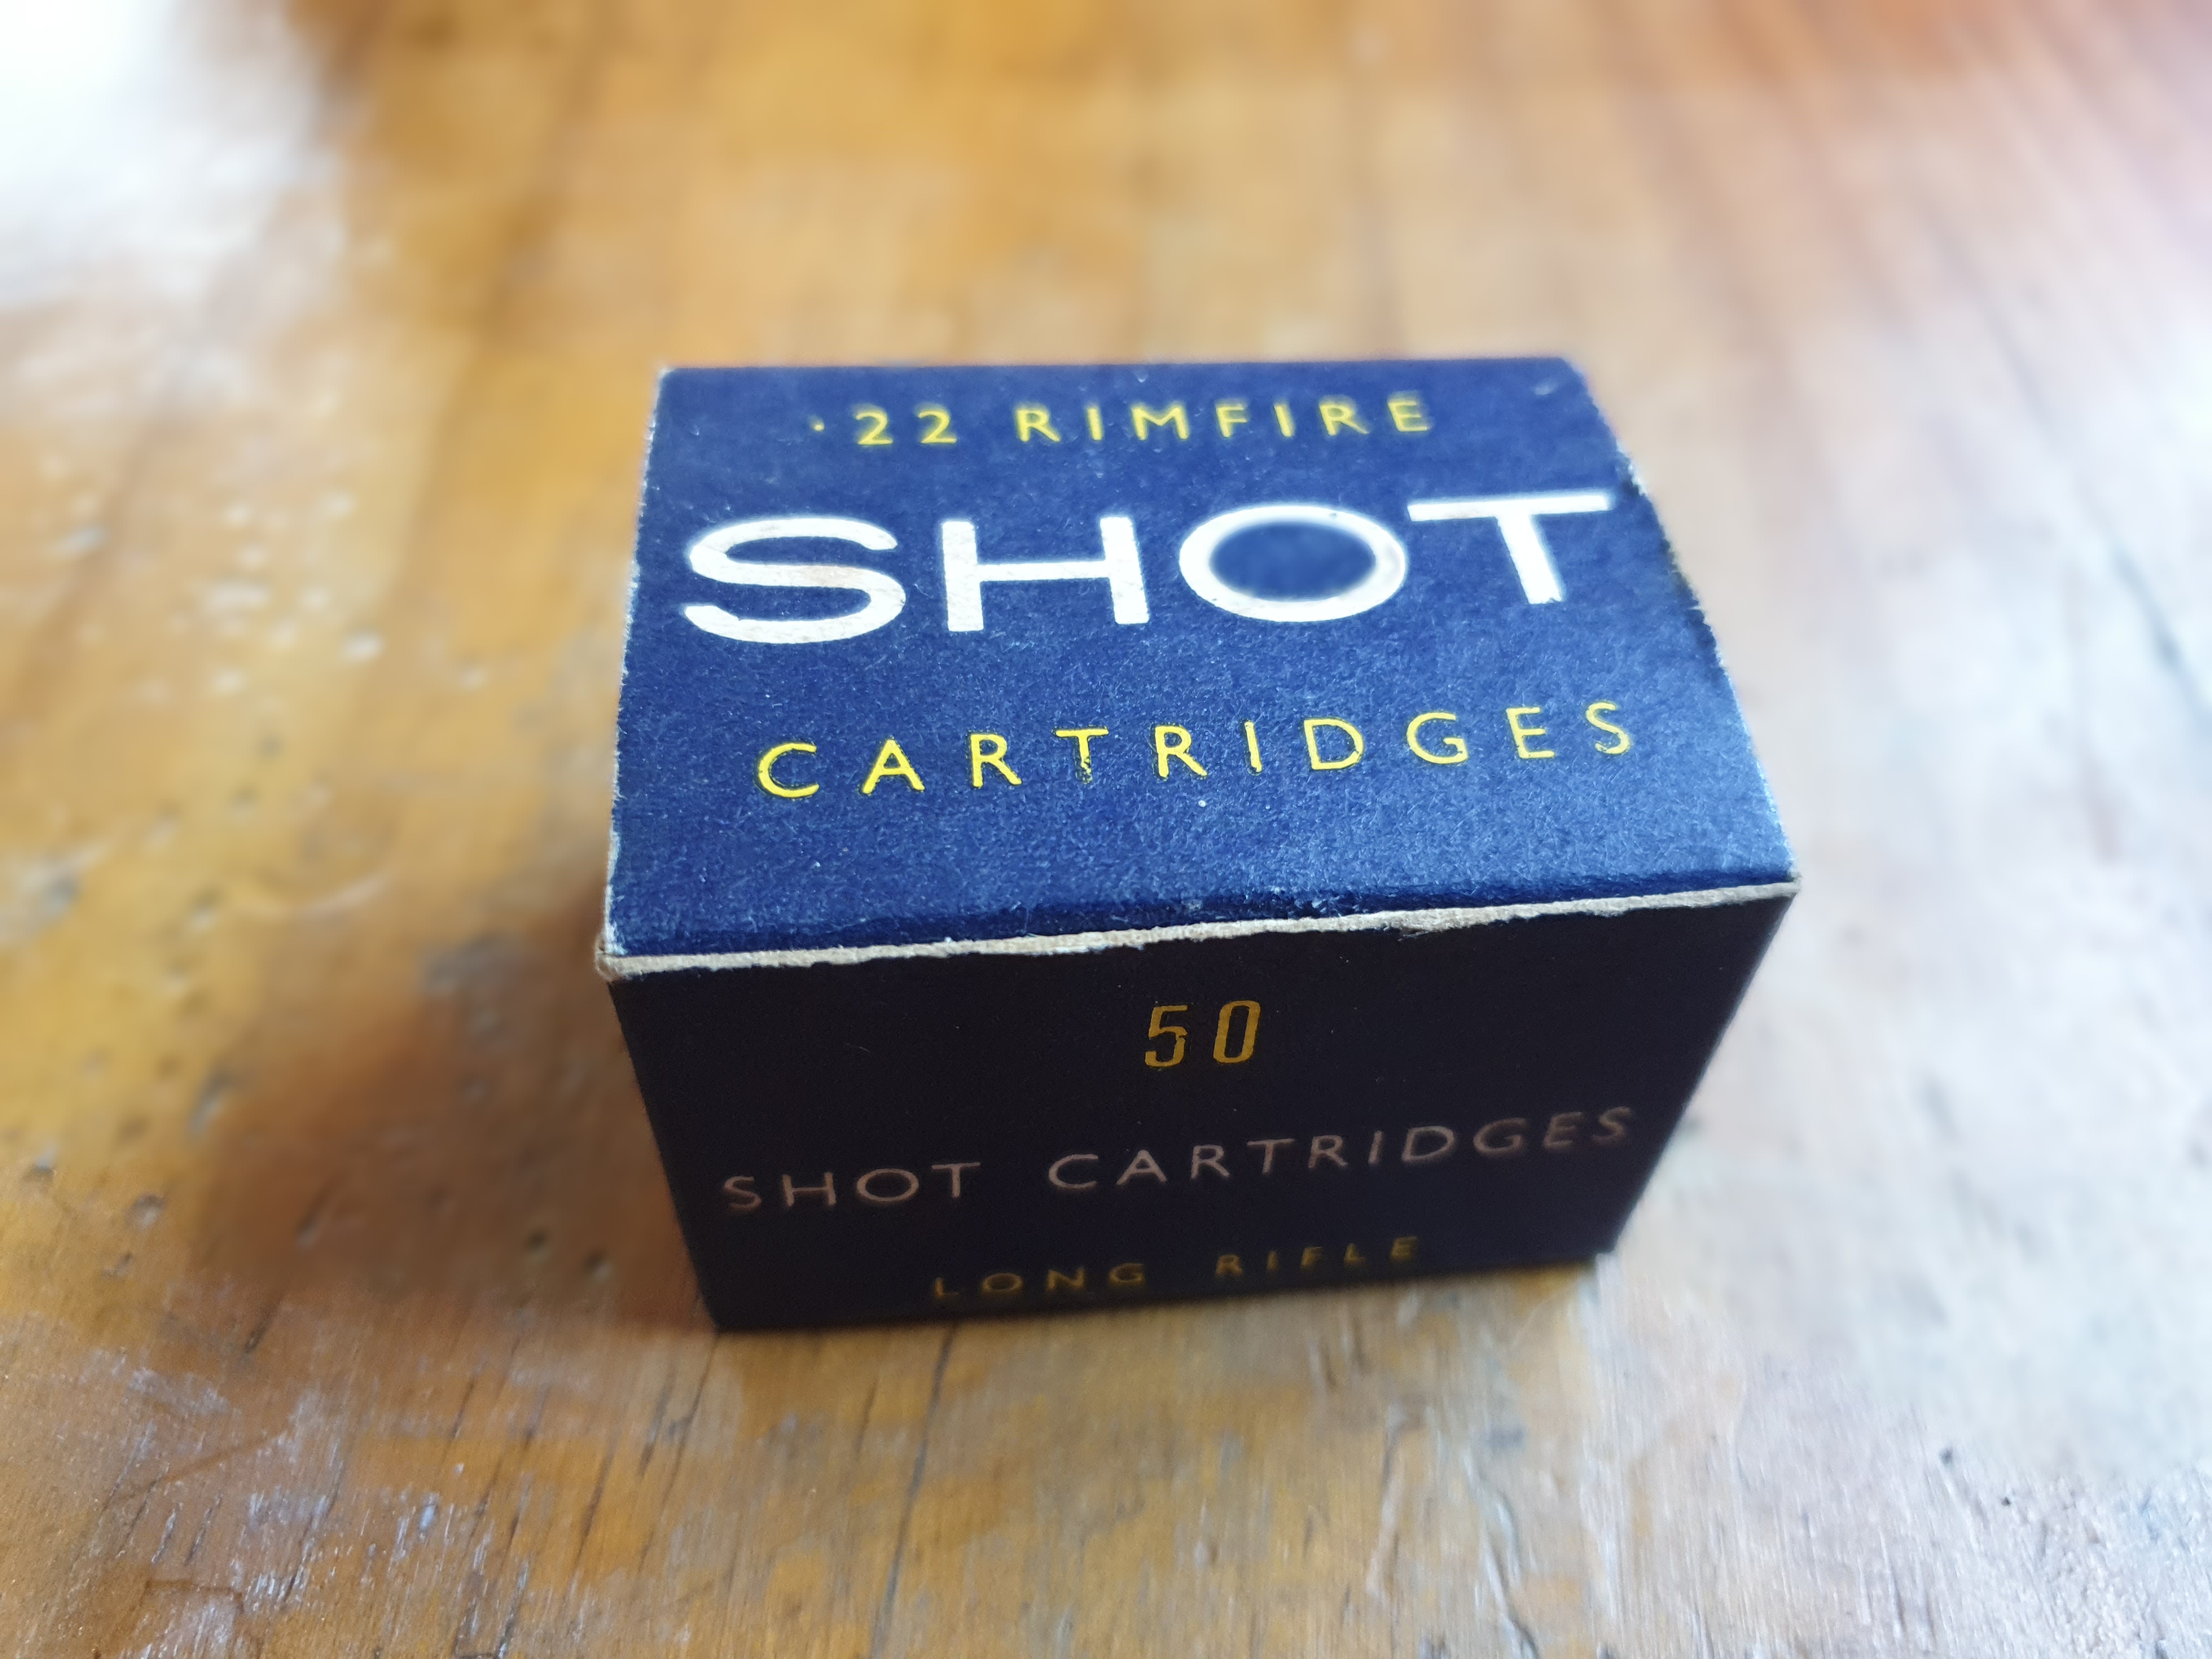 ·22 RIMFIRE
SHOT
CARTRIDGES
50
SHOT CARTRIDGES
LONG RIFLE